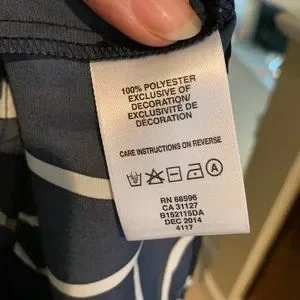 100% POLYESTER
EXCLUSIVE OF
DECORATION/
EXCLUSIVITÉ DE
DÉCORATION
CARE INSTRUCTIONS ON REVERSE
A
RN 68596
CA 31127
B152115DA
DEC 2014
4117